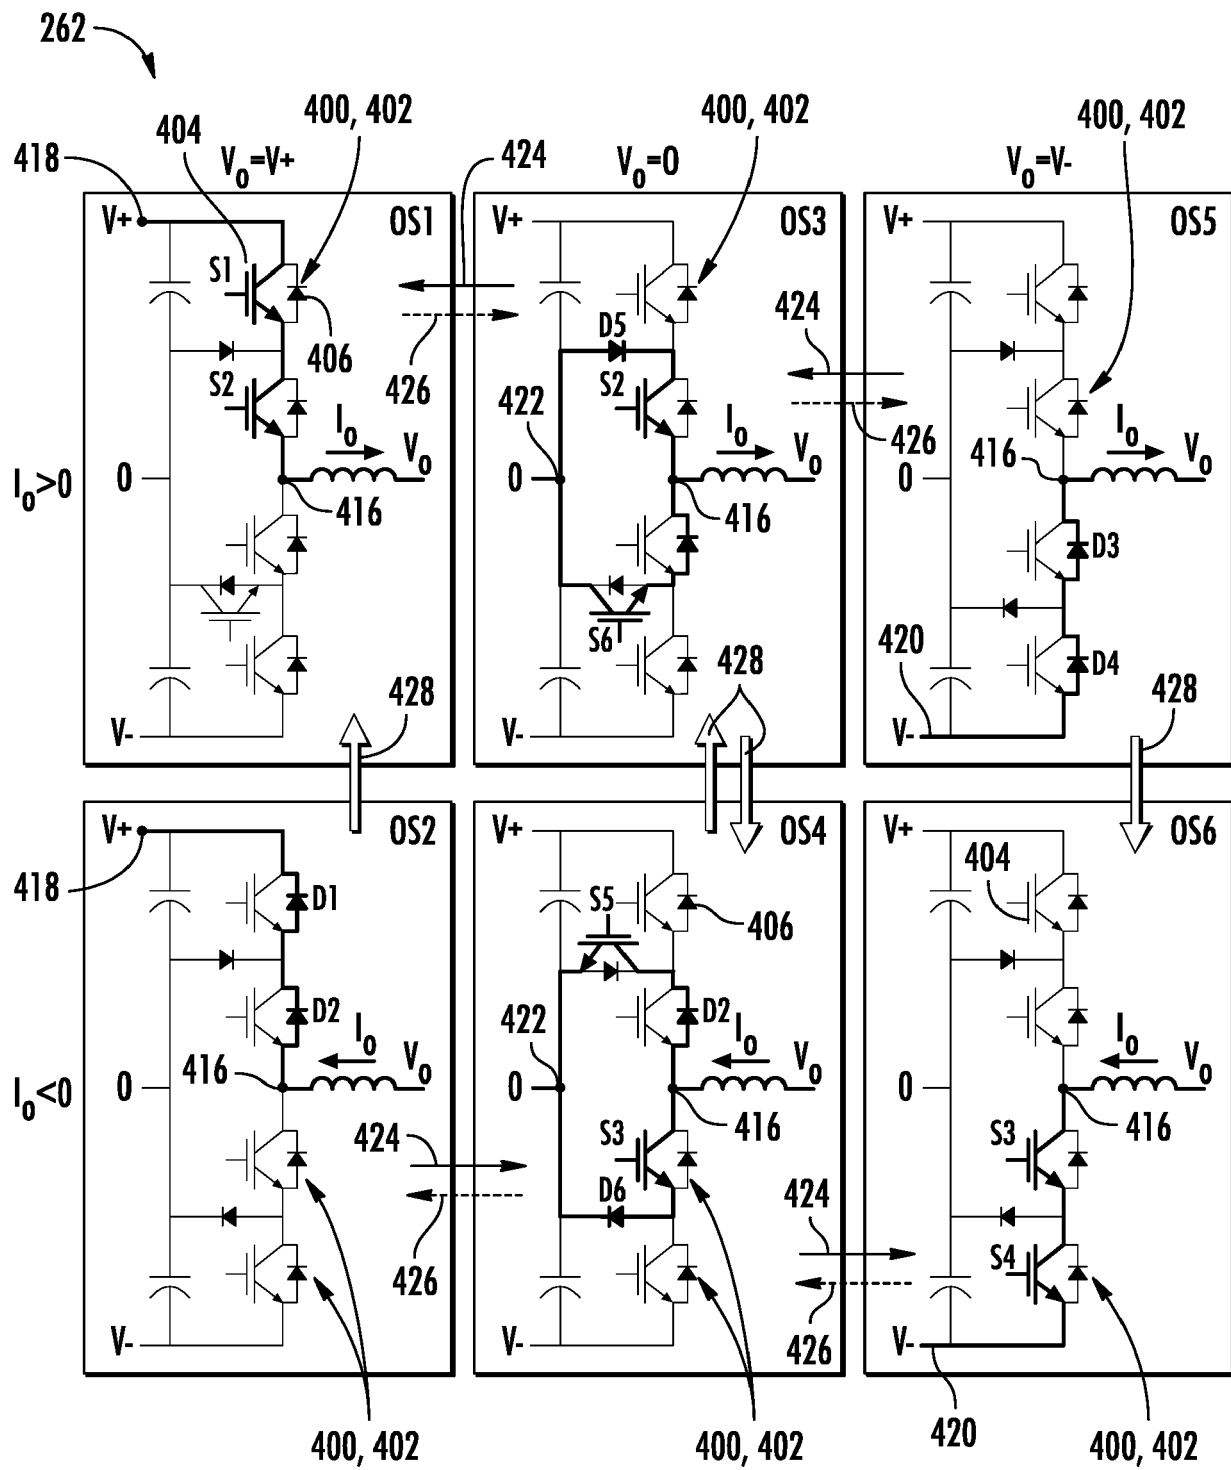 262
400, 402
400, 402
400, 402
404
418
V₀=V+
424
V₀=0
V₀=V-
V+
OS1
V+
OS3
V+
OS5
S1
406
426
D5
424
S2
S2
422
426
I₀
V₀
I₀
V₀
I₀
V₀
I₀>0
0
416
0
416
0
416
D3
S6
D4
420
428
428
428
V-
V-
V-
V+
OS2
V+
OS4
V+
OS6
418
D1
S5
406
404
D2
D2
422
I₀
V₀
I₀
V₀
I₀
V₀
I₀<0
0
416
0
416
0
416
424
S3
S3
D6
424
426
S4
V-
V-
426
V-
400, 402
400, 402
420
400, 402